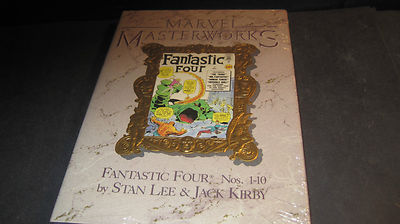 MARVEL
MASTERWORKS
Fantastic
Four
FANTASTIC FOUR, Nos. 1-10
by STAN LEE & JACK KIRBY